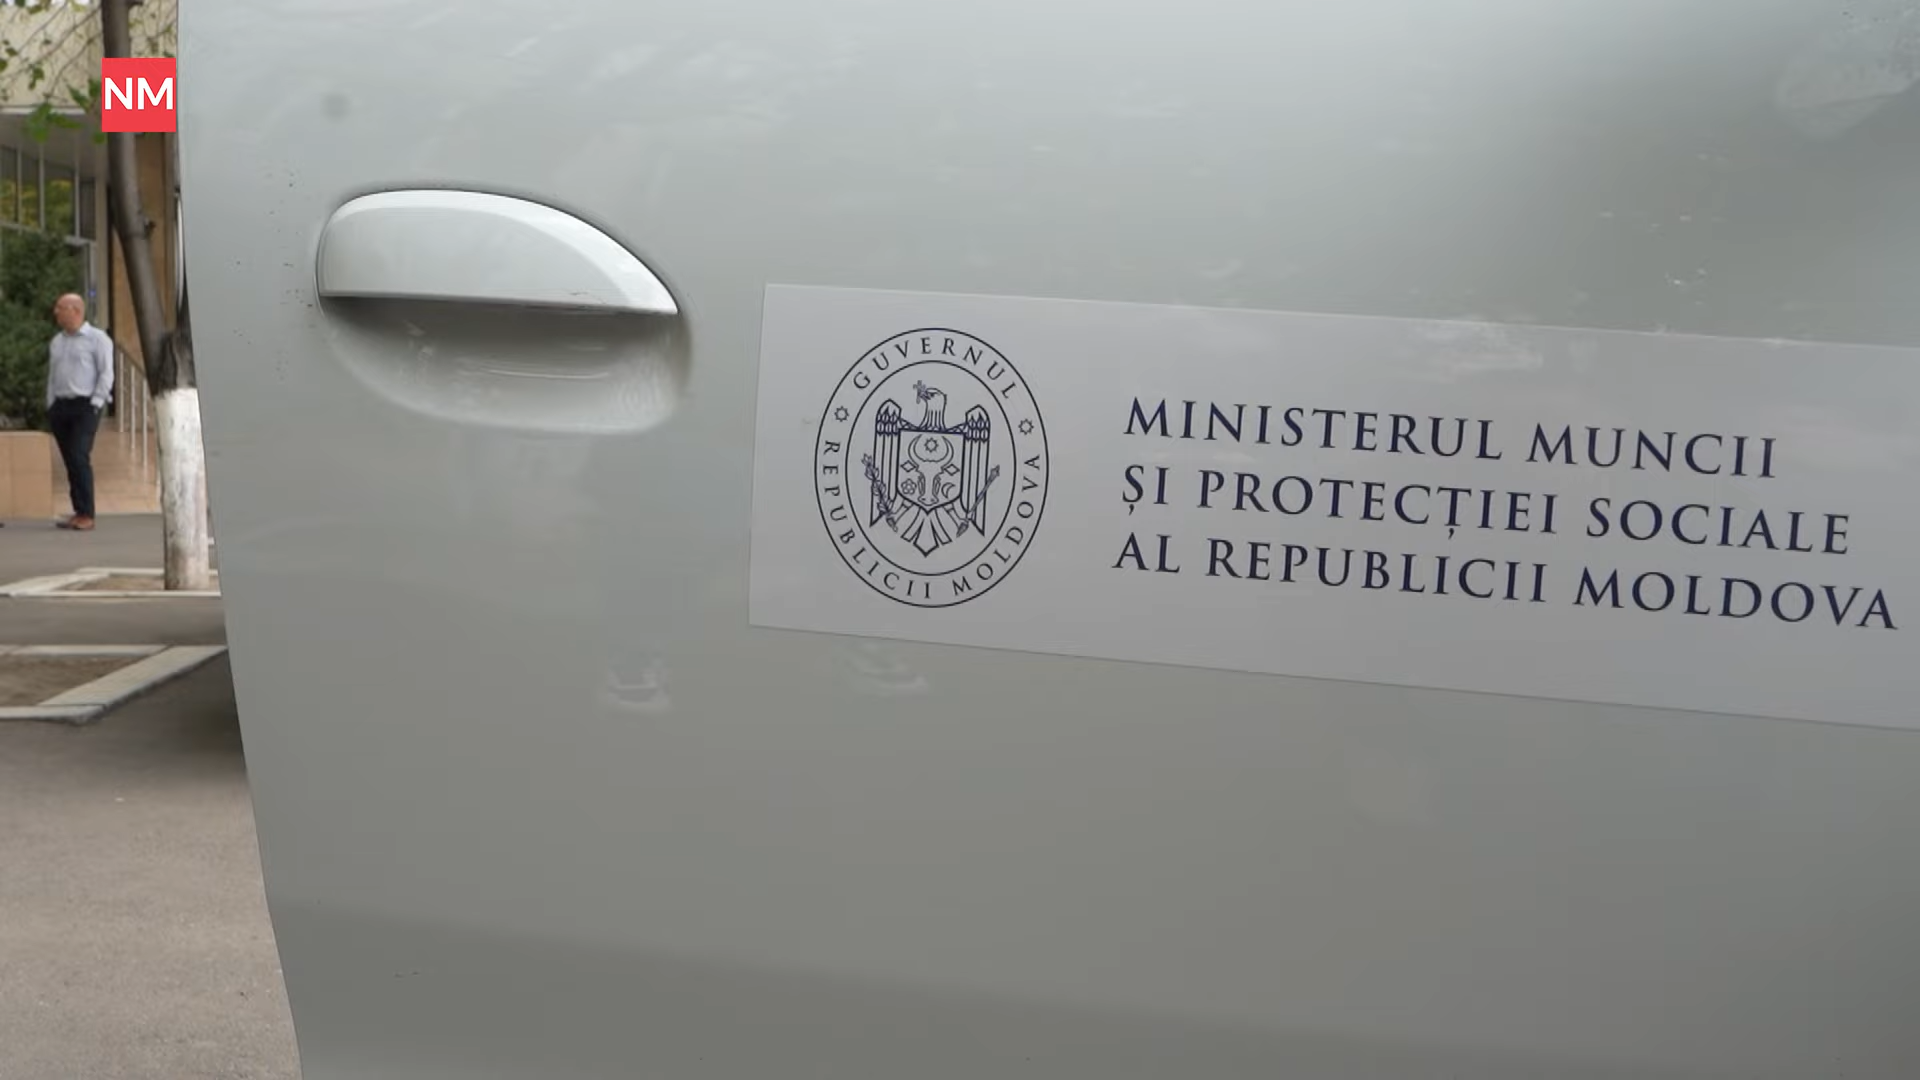 NM
GUVERNUL
REPUBLICII MOLDOVA
MINISTERUL MUNCII
ȘI PROTECȚIEI SOCIALE
AL REPUBLICII MOLDOVA